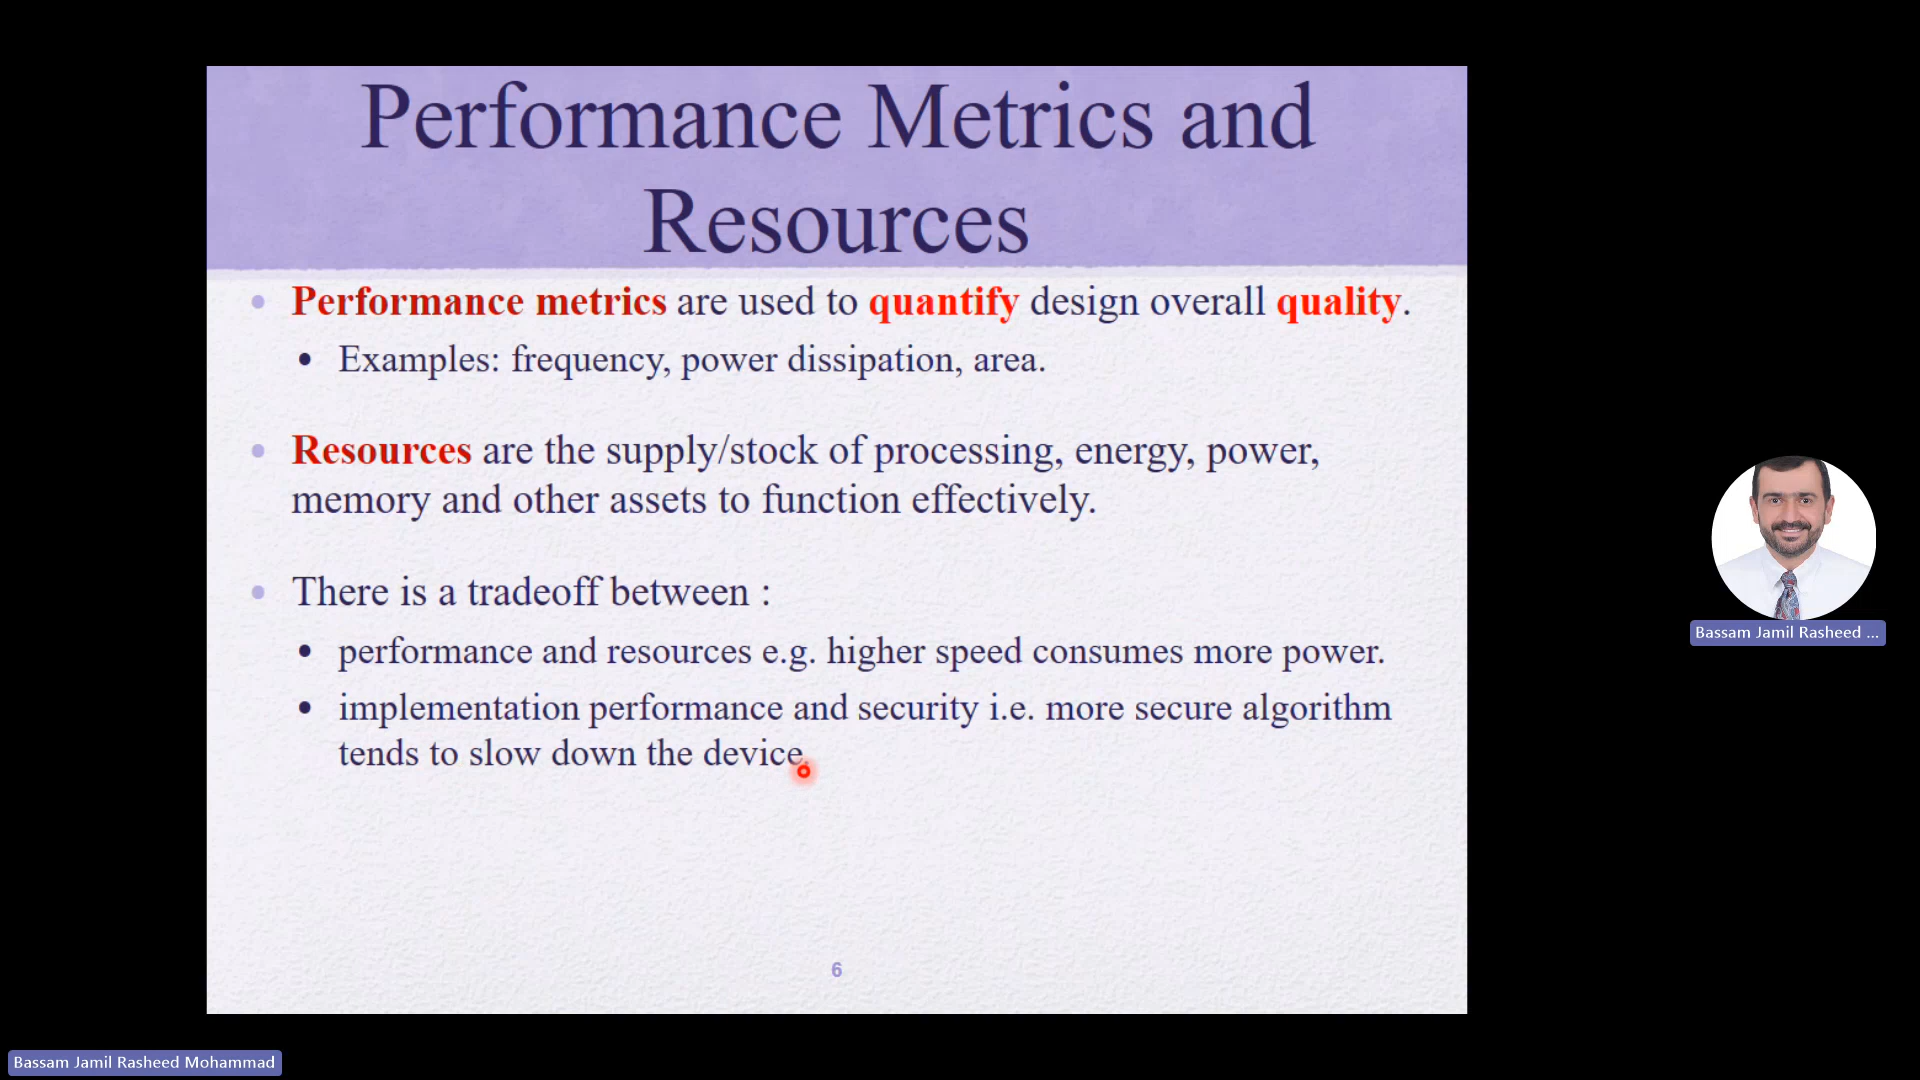 Performance Metrics and
Resources
• Performance metrics are used to quantify design overall quality.
• Examples: frequency, power dissipation, area.
• Resources are the supply/stock of processing, energy, power,
memory and other assets to function effectively.
• There is a tradeoff between :
• performance and resources e.g. higher speed consumes more power.
• implementation performance and security i.e. more secure algorithm
tends to slow down the device.
6
Bassam Jamil Rasheed ...
Bassam Jamil Rasheed Mohammad